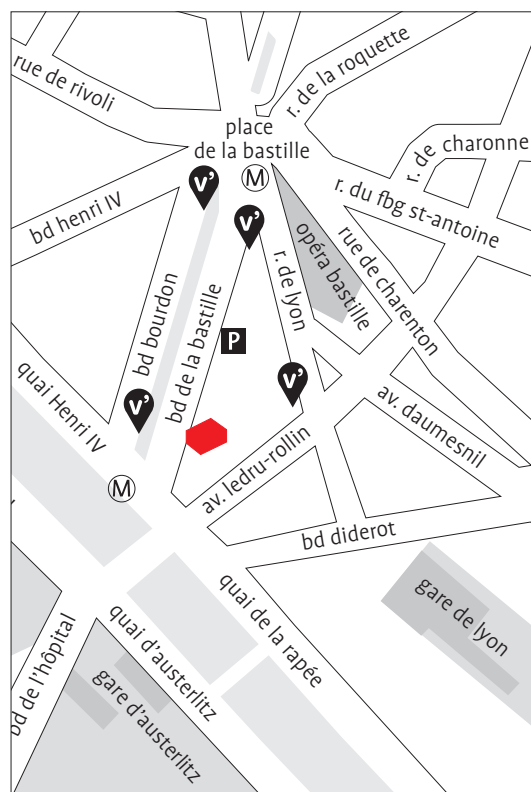 rue de rivoli
r. de la roquette
place
de la bastille
r. de charonne
M
v'
bd henri IV
r. du fbg st-antoine
v'
opéra bastille
rue de charenton
r. de lyon
bd bourdon
bd de la bastille
P
quai Henri IV
v'
v'
av. daumesnil
av. ledru-rollin
M
bd diderot
gare de lyon
quai de la rapée
quai d'austerlitz
bd de l'hôpital
gare d'austerlitz